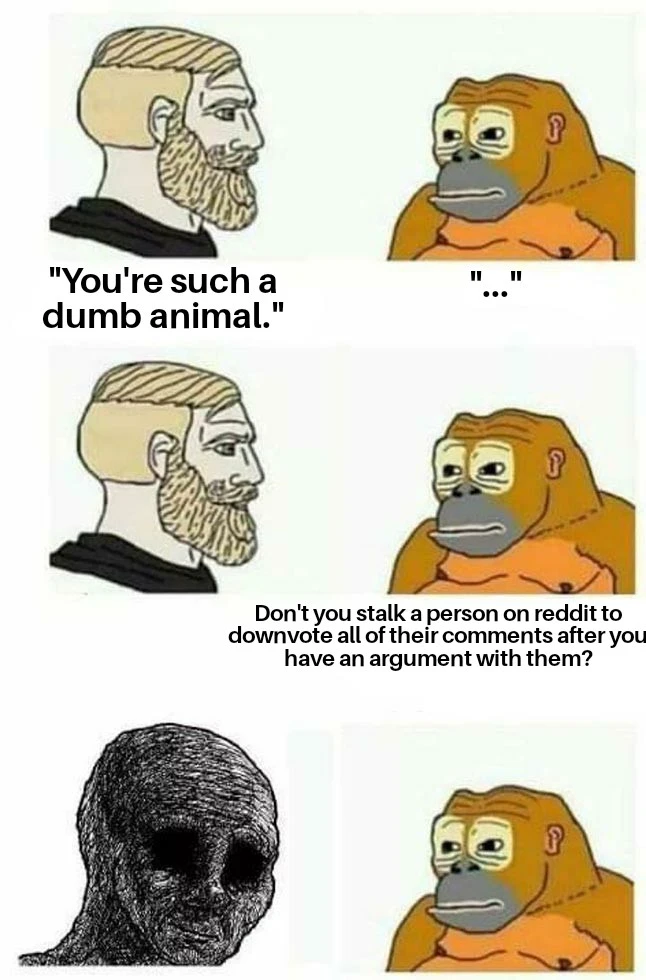 "You're such a
dumb animal."
"..."
Don't you stalk a person on reddit to
downvote all of their comments after you
have an argument with them?